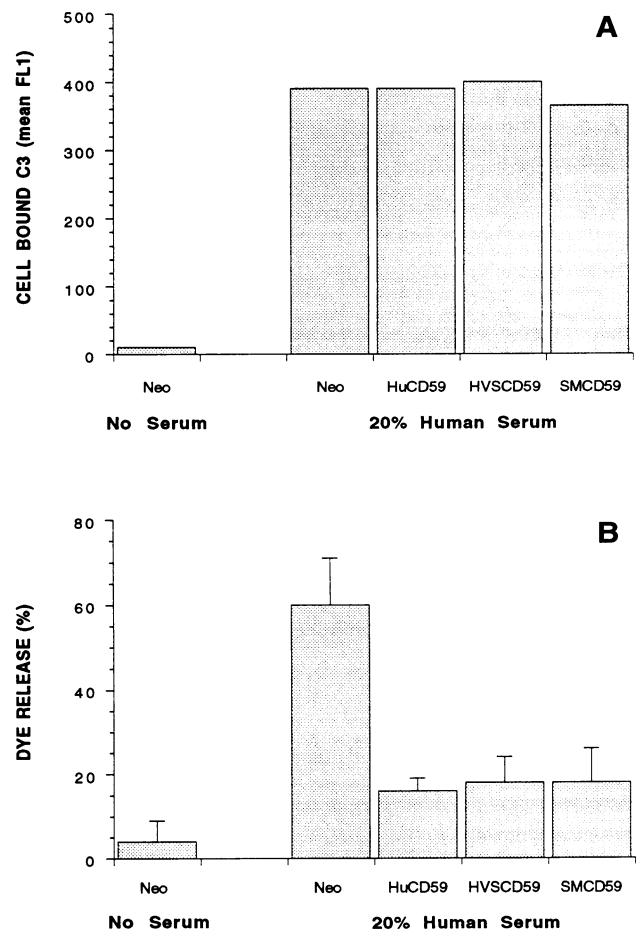 A
CELL BOUND C3 (mean FL1)
500
400
300
200
100
0
Neo Neo HuCD59 HVSCD59 SMCD59
No Serum 20% Human Serum
B
DYE RELEASE (%)
80
60
40
20
0
Neo Neo HuCD59 HVSCD59 SMCD59
No Serum 20% Human Serum